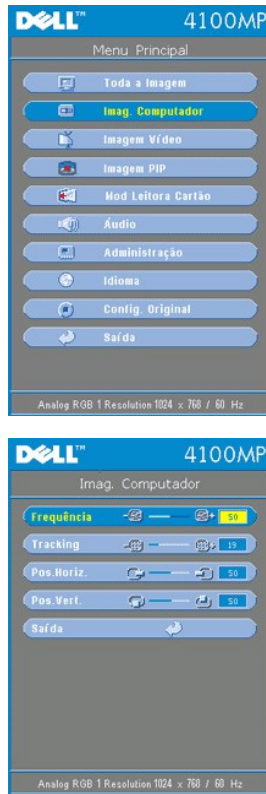 DELL™ 4100MP
Menu Principal
Toda a Imagem
Imag. Computador
Imagem Vídeo
Imagem PIP
Mod Leitora Cartão
Áudio
Administração
Idioma
Config. Original
Saída
Analog RGB 1 Resolution 1024 x 768 / 60 Hz
DELL™ 4100MP
Imag. Computador
Frequência - + 50
Tracking - + 19
Pos.Horiz. 50
Pos.Vert. 50
Saída
Analog RGB 1 Resolution 1024 x 768 / 60 Hz